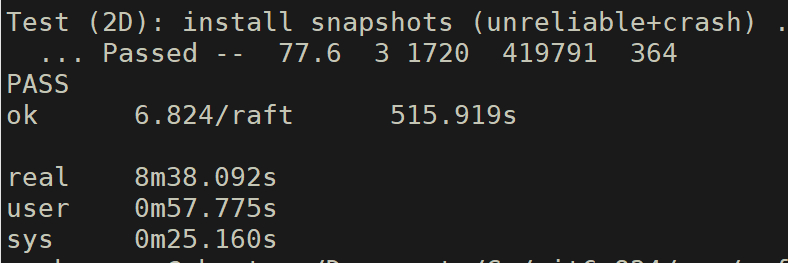 Test (2D): install snapshots (unreliable+crash) .
... Passed -- 77.6 3 1720 419791 364
PASS
ok 6.824/raft 515.919s
real 8m38.092s
user 0m57.775s
sys 0m25.160s